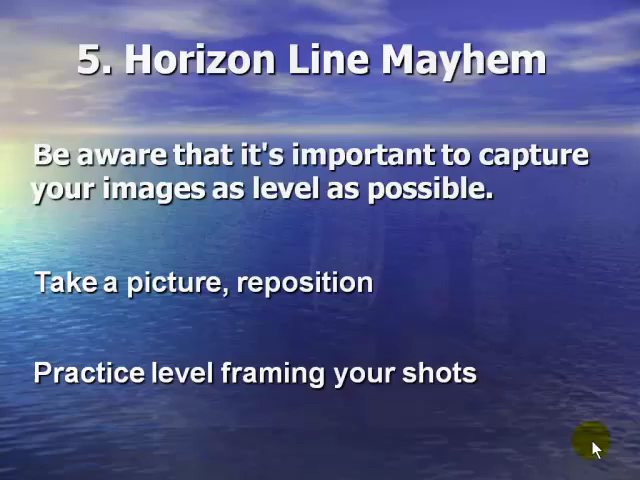 5. Horizon Line Mayhem
Be aware that it's important to capture
your images as level as possible.
Take a picture, reposition
Practice level framing your shots